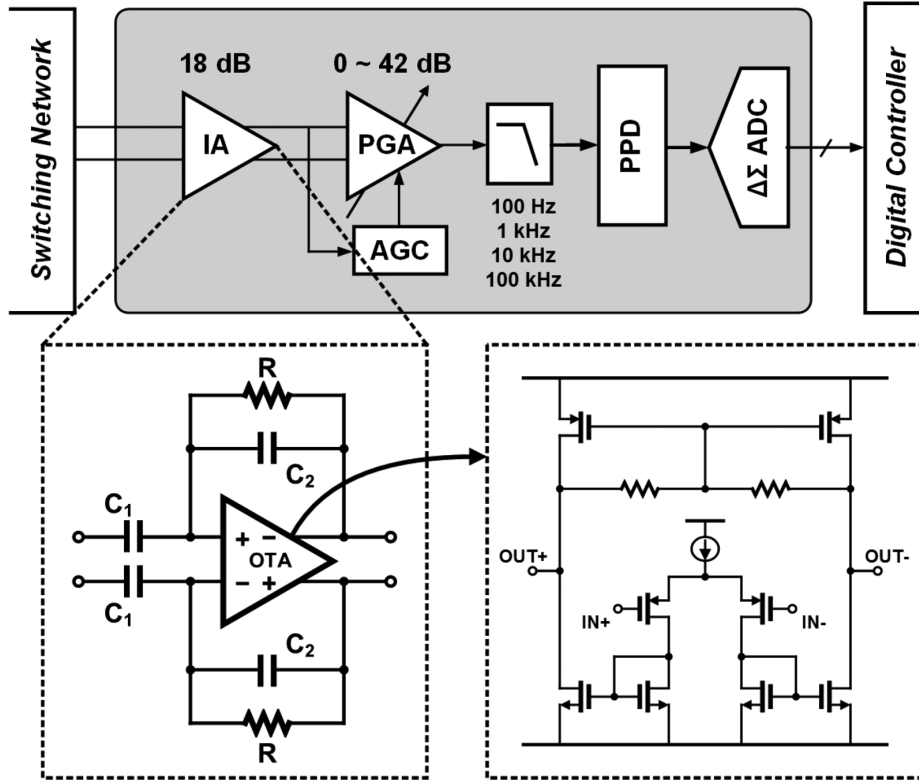 Switching Network
18 dB
0 ~ 42 dB
IA
PGA
AGC
100 Hz
1 kHz
10 kHz
100 kHz
PPD
ΔΣ ADC
Digital Controller
R
C2
C1
+ −
OTA
− +
C1
C2
R
OUT+
OUT-
IN+
IN-